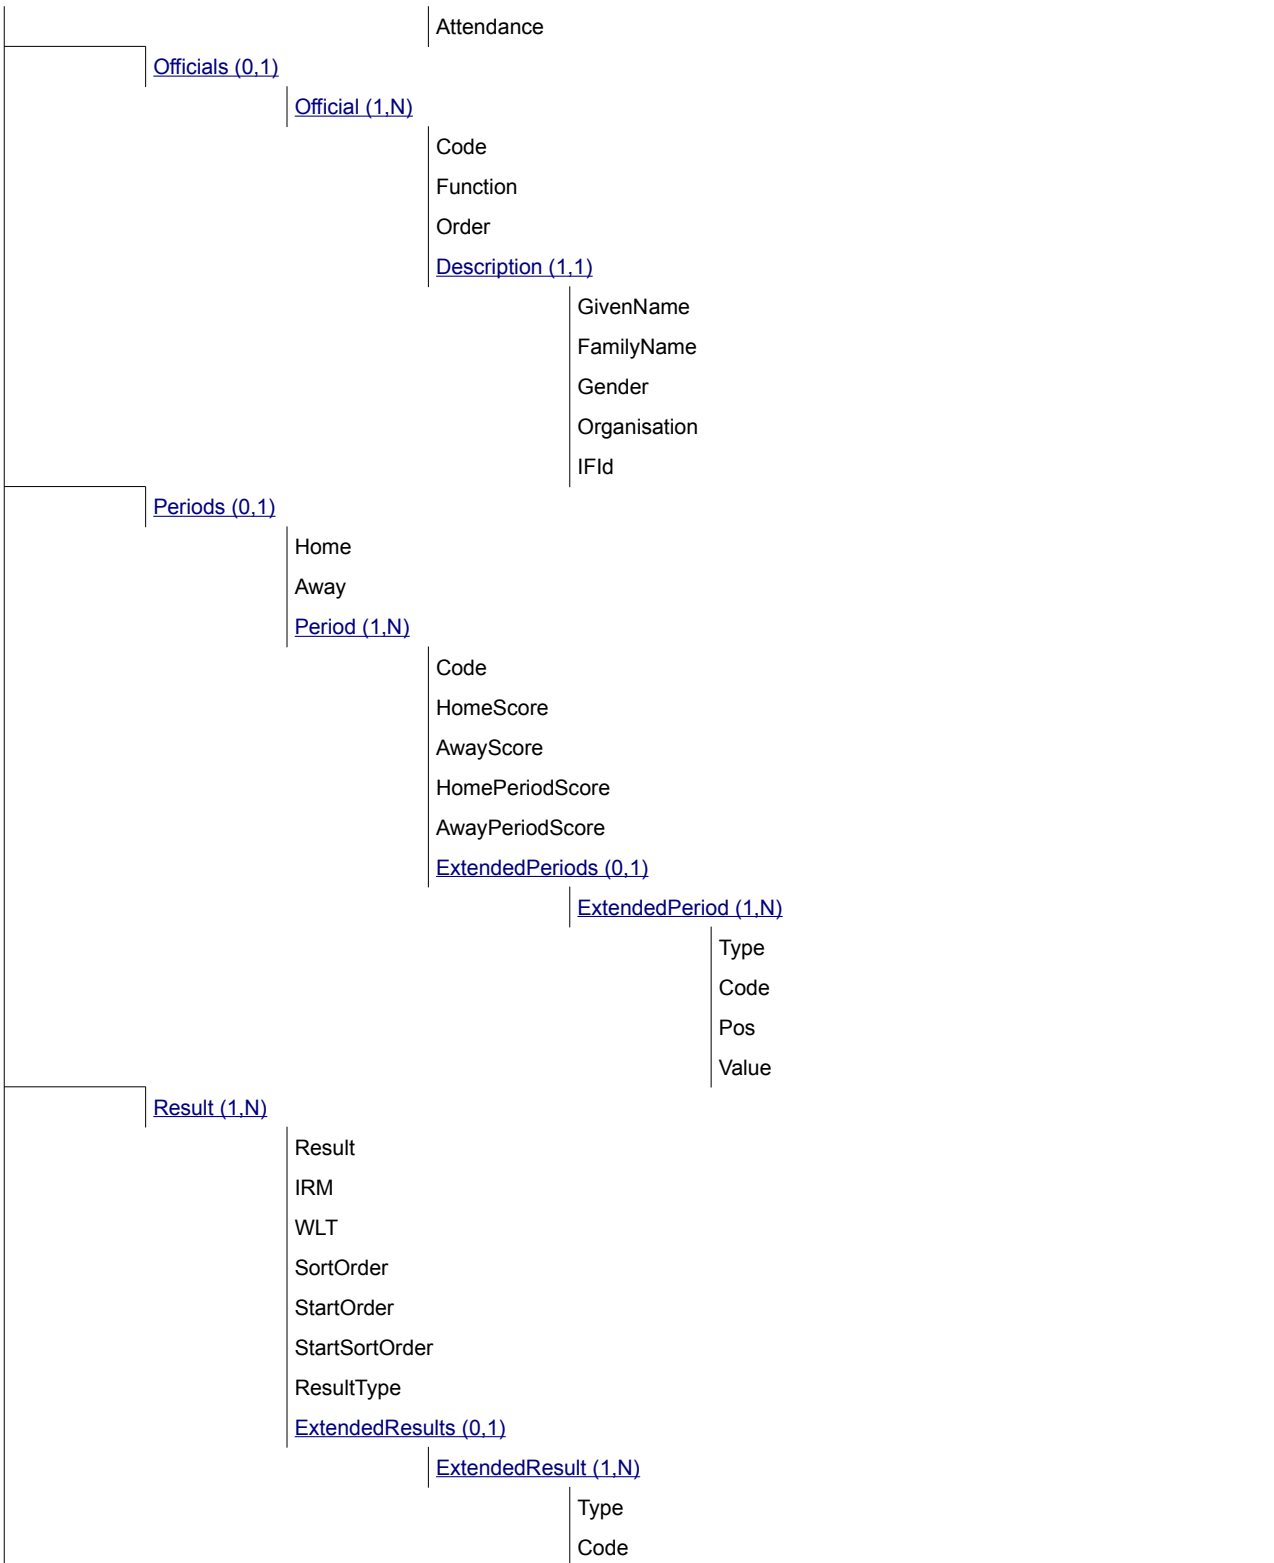 Attendance
Officials (0,1)
Official (1,N)
Code
Function
Order
Description (1,1)
GivenName
FamilyName
Gender
Organisation
IFId
Periods (0,1)
Home
Away
Period (1,N)
Code
HomeScore
AwayScore
HomePeriodScore
AwayPeriodScore
ExtendedPeriods (0,1)
ExtendedPeriod (1,N)
Type
Code
Pos
Value
Result (1,N)
Result
IRM
WLT
SortOrder
StartOrder
StartSortOrder
ResultType
ExtendedResults (0,1)
ExtendedResult (1,N)
Type
Code